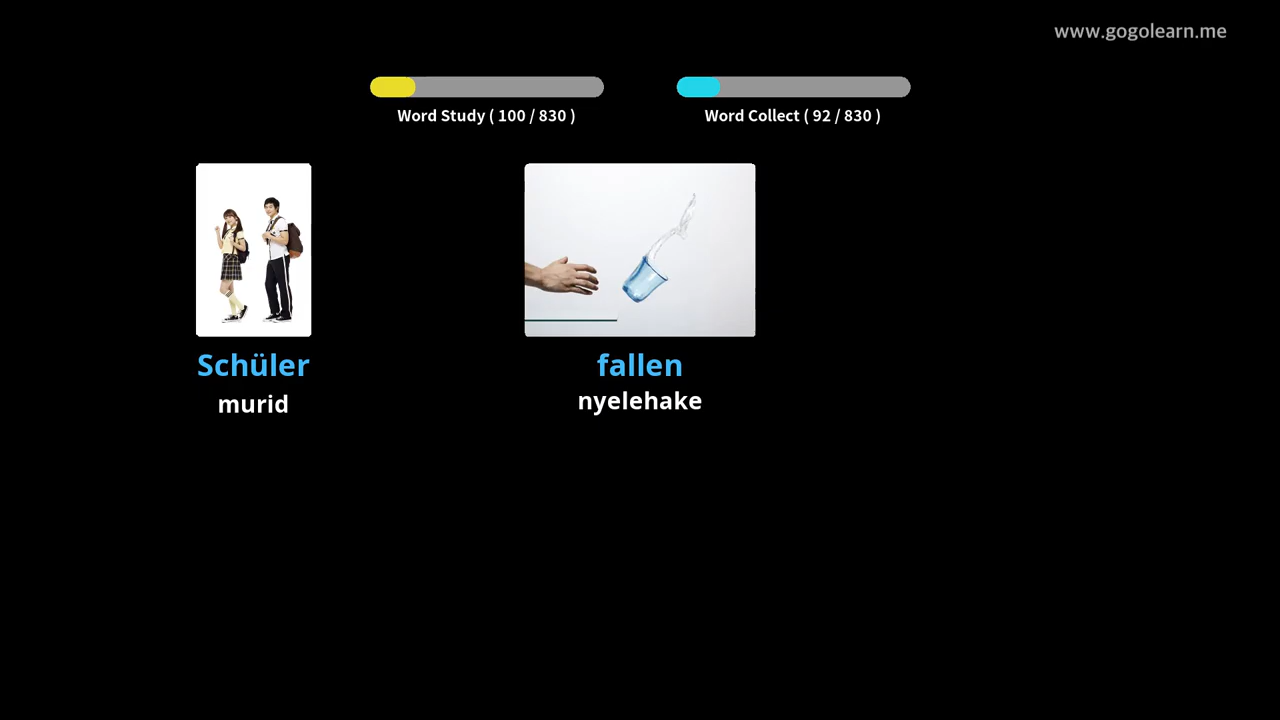 www.gogolearn.me
Word Study ( 100 / 830 )
Word Collect ( 92 / 830 )
Schüler
murid
fallen
nyelehake